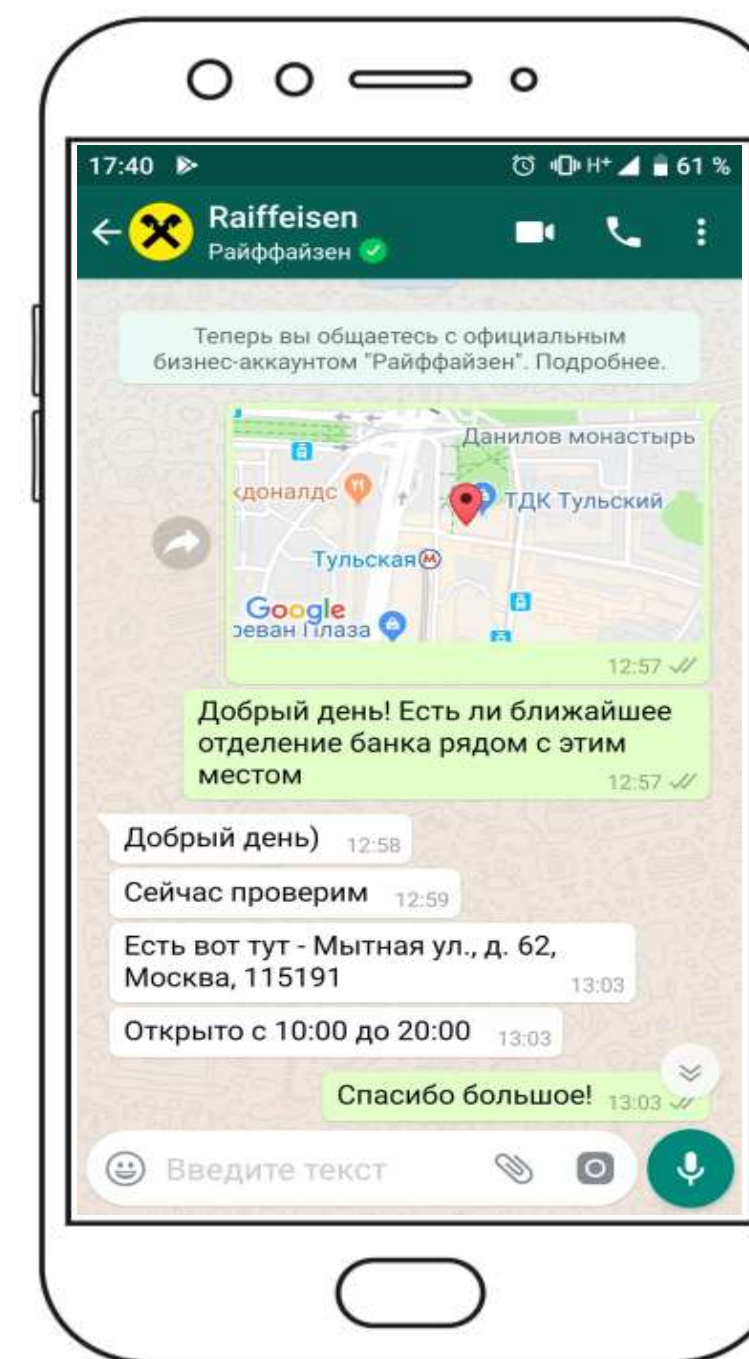 17:40 H+ 61 %
Raiffeisen
Райффайзен
Теперь вы общаетесь с официальным
бизнес-аккаунтом "Райффайзен". Подробнее.
Данилов монастырь
кдоналдс
ТДК Тульский
Тульская М
Google
реван Плаза
12:57
Добрый день! Есть ли ближайшее
отделение банка рядом с этим
местом
12:57
Добрый день) 12:58
Сейчас проверим 12:59
Есть вот тут - Мытная ул., д. 62,
Москва, 115191
13:03
Открыто с 10:00 до 20:00 13:03
Спасибо большое! 13:03
Введите текст